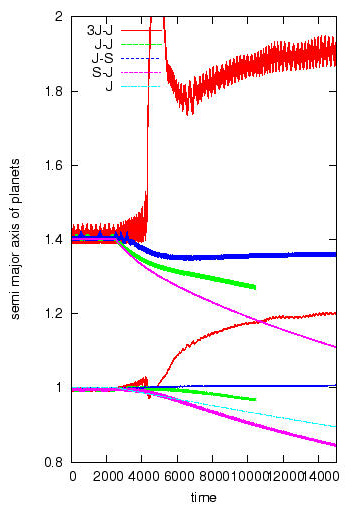 2
3J-J
J-J
J-S
S-J
J
1.8
1.6
1.4
1.2
1
0.8
0 2000 4000 6000 8000 10000 12000 14000
semi major axis of planets
time